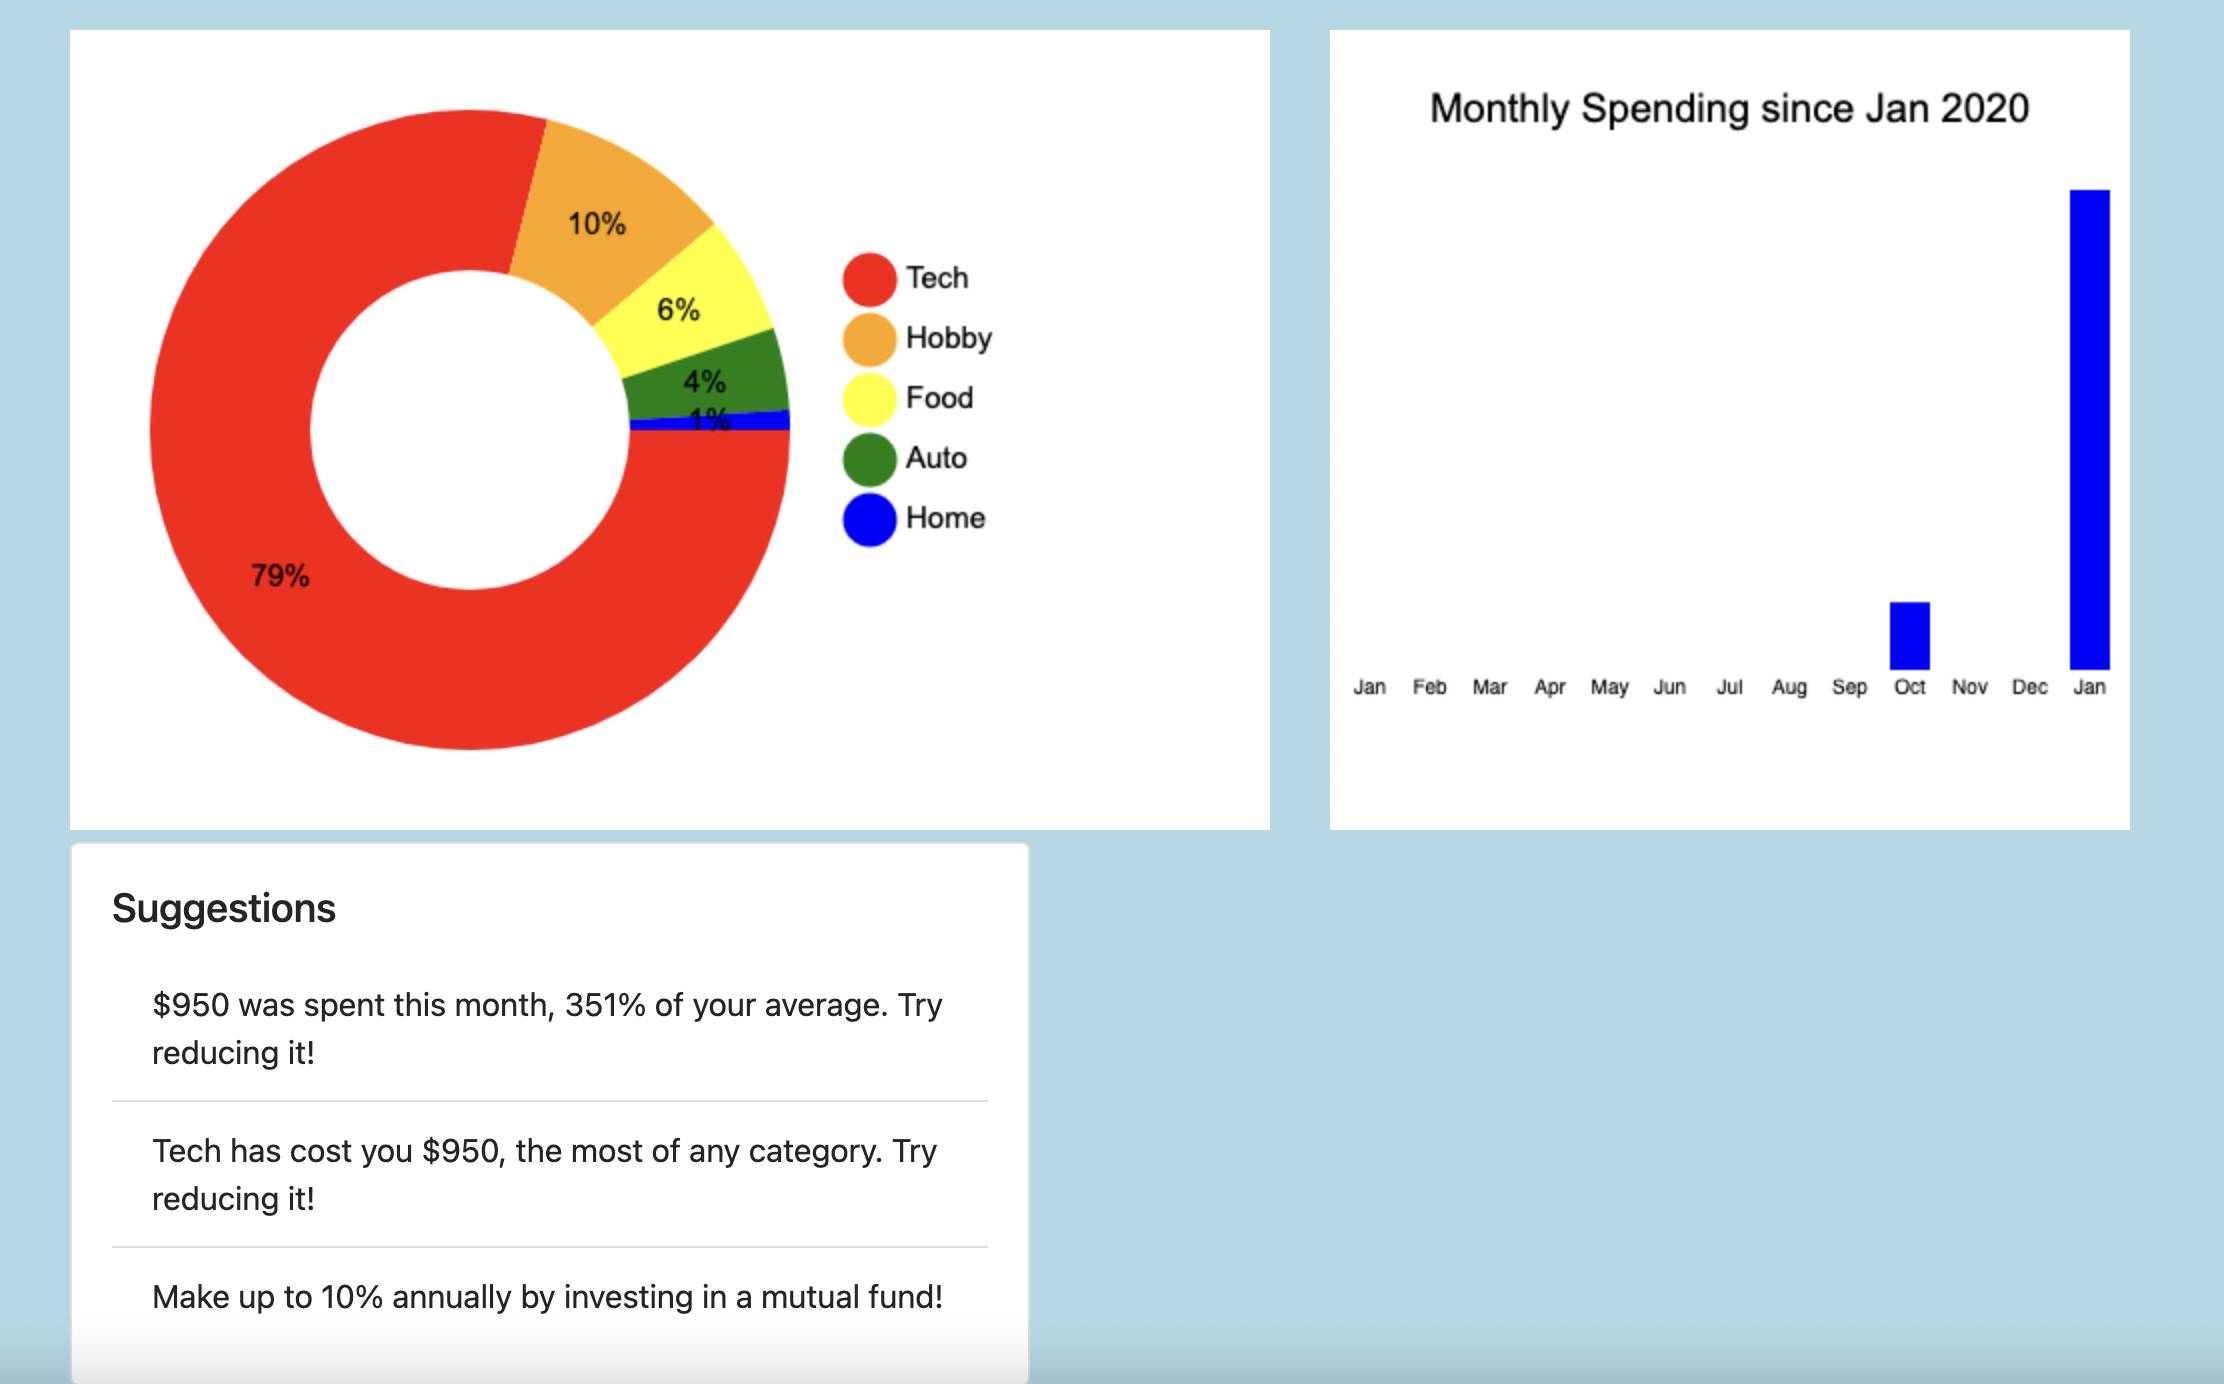 10%
6%
4%
1%
79%
Tech
Hobby
Food
Auto
Home
Monthly Spending since Jan 2020
Jan Feb Mar Apr May Jun Jul Aug Sep Oct Nov Dec Jan
Suggestions
$950 was spent this month, 351% of your average. Try
reducing it!
Tech has cost you $950, the most of any category. Try
reducing it!
Make up to 10% annually by investing in a mutual fund!